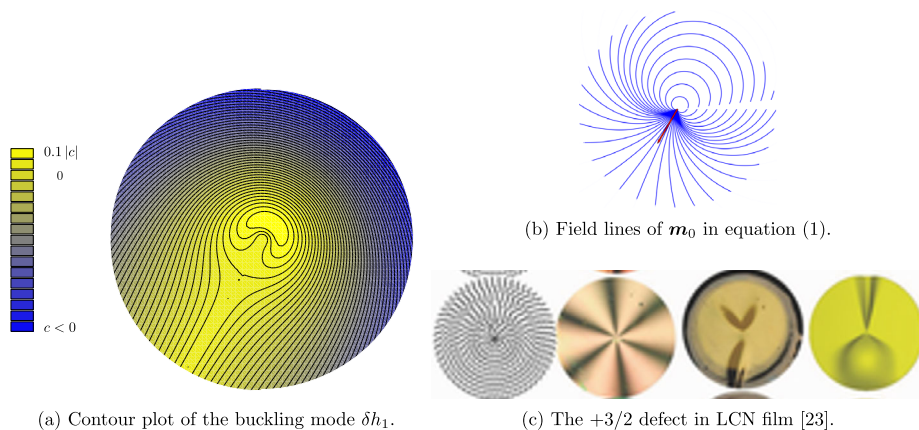 0.1 |c|
0
c < 0
(a) Contour plot of the buckling mode δh₁.
(b) Field lines of m₀ in equation (1).
(c) The +3/2 defect in LCN film [23].